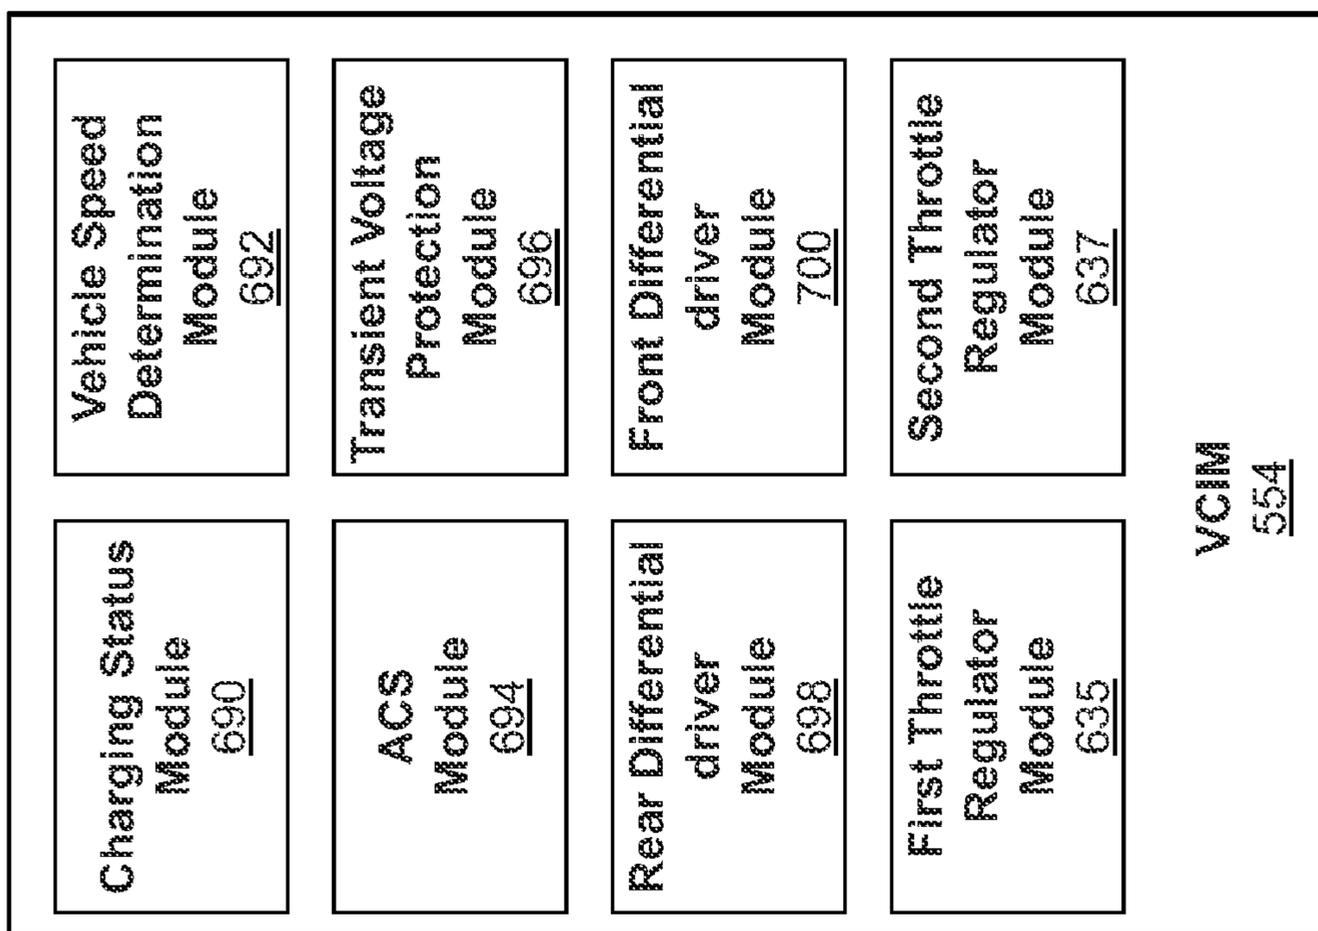 Charging Status
Module
690
Vehicle Speed
Determination
Module
692
ACS
Module
694
Transient Voltage
Protection
Module
696
Rear Differential
driver
Module
698
Front Differential
driver
Module
700
First Throttle
Regulator
Module
635
Second Throttle
Regulator
Module
637
VCIM
554